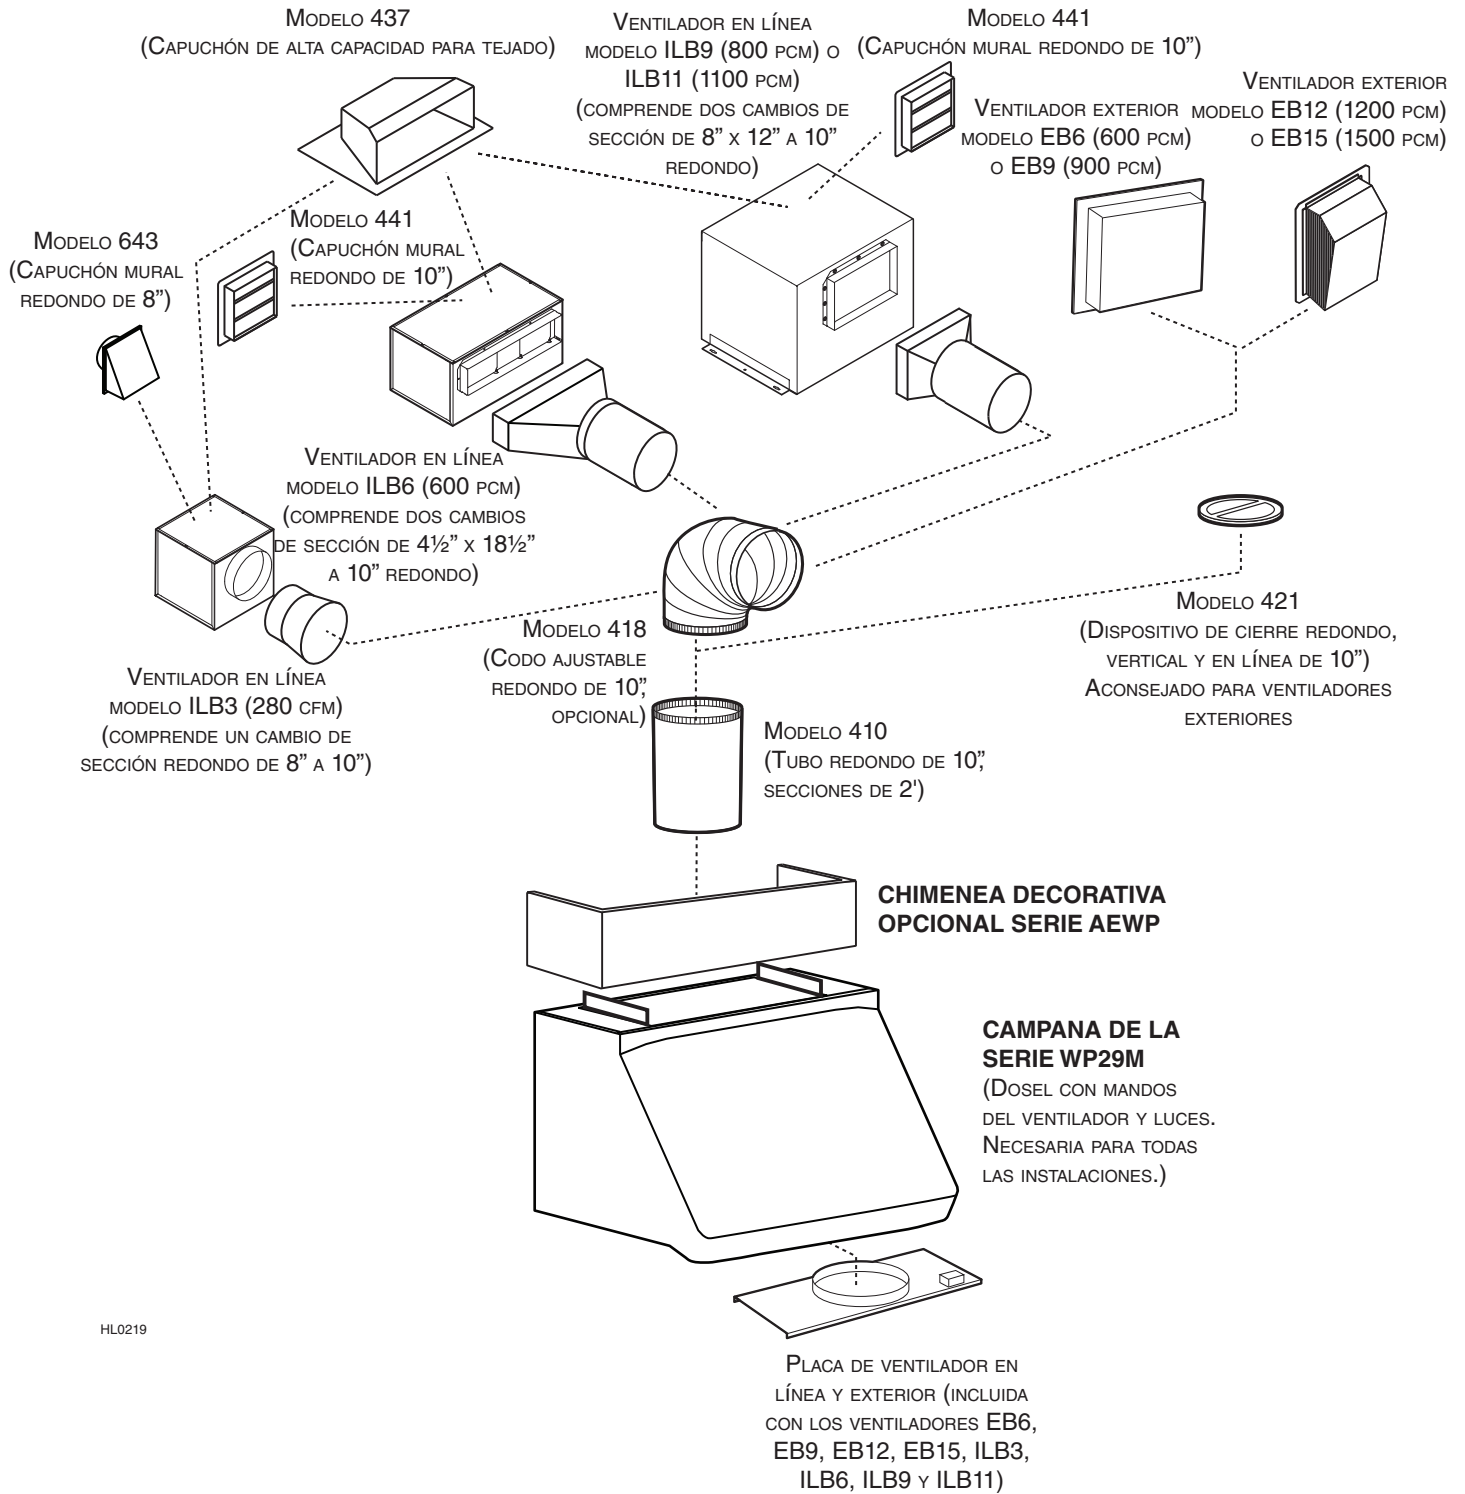 Modelo 437
(Capuchón de alta capacidad para tejado)
Ventilador en línea
modelo ILB9 (800 pcm) o
ILB11 (1100 pcm)
(comprende dos cambios de
sección de 8” x 12” a 10”
redondo)
Modelo 441
(Capuchón mural redondo de 10”)
Ventilador exterior
modelo EB6 (600 pcm)
o EB9 (900 pcm)
Ventilador exterior
modelo EB12 (1200 pcm)
o EB15 (1500 pcm)
Modelo 643
(Capuchón mural
redondo de 8”)
Modelo 441
(Capuchón mural
redondo de 10”)
Ventilador en línea
modelo ILB6 (600 pcm)
(comprende dos cambios
de sección de 4½” x 18½”
a 10” redondo)
Ventilador en línea
modelo ILB3 (280 cfm)
(comprende un cambio de
sección redondo de 8” a 10”)
Modelo 418
(Codo ajustable
redondo de 10”,
opcional)
Modelo 421
(Dispositivo de cierre redondo,
vertical y en línea de 10”)
Aconsejado para ventiladores
exteriores
Modelo 410
(Tubo redondo de 10”,
secciones de 2')
CHIMENEA DECORATIVA
OPCIONAL SERIE AEWP
CAMPANA DE LA
SERIE WP29M
(Dosel con mandos
del ventilador y luces.
Necesaria para todas
las instalaciones.)
HL0219
Placa de ventilador en
línea y exterior (incluida
con los ventiladores EB6,
EB9, EB12, EB15, ILB3,
ILB6, ILB9 y ILB11)